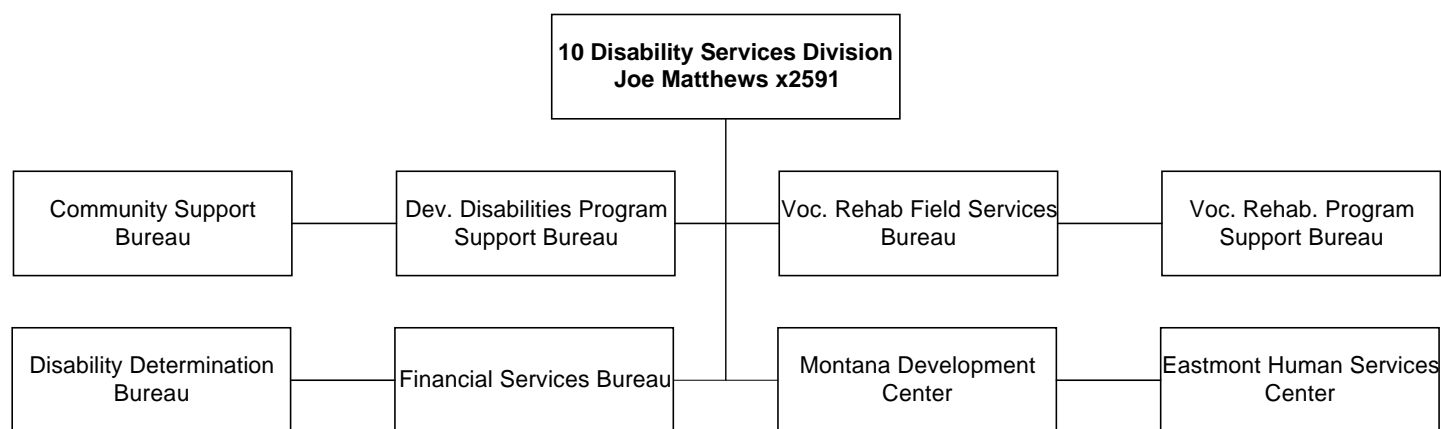 10 Disability Services Division
Joe Matthews x2591
Community Support
Bureau
Dev. Disabilities Program
Support Bureau
Voc. Rehab Field Services
Bureau
Voc. Rehab. Program
Support Bureau
Disability Determination
Bureau
Financial Services Bureau
Montana Development
Center
Eastmont Human Services
Center